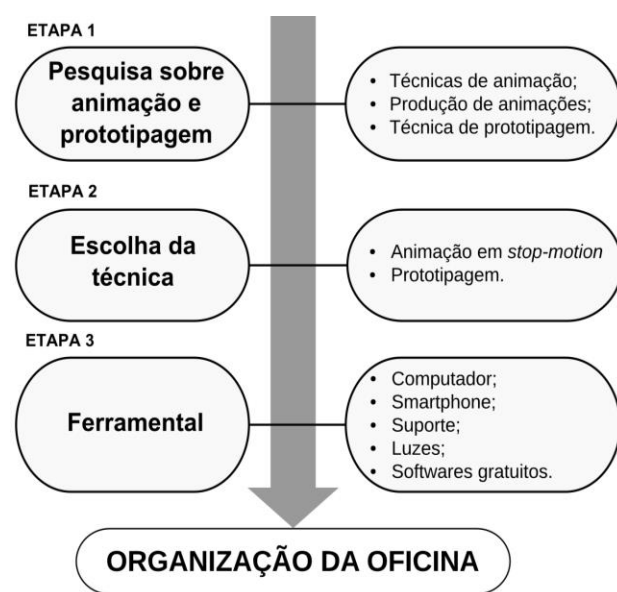 ETAPA 1
Pesquisa sobre
animação e
prototipagem
• Técnicas de animação;
• Produção de animações;
• Técnica de prototipagem.
ETAPA 2
Escolha da
técnica
• Animação em stop-motion
• Prototipagem.
ETAPA 3
Ferramental
• Computador;
• Smartphone;
• Suporte;
• Luzes;
• Softwares gratuitos.
ORGANIZAÇÃO DA OFICINA